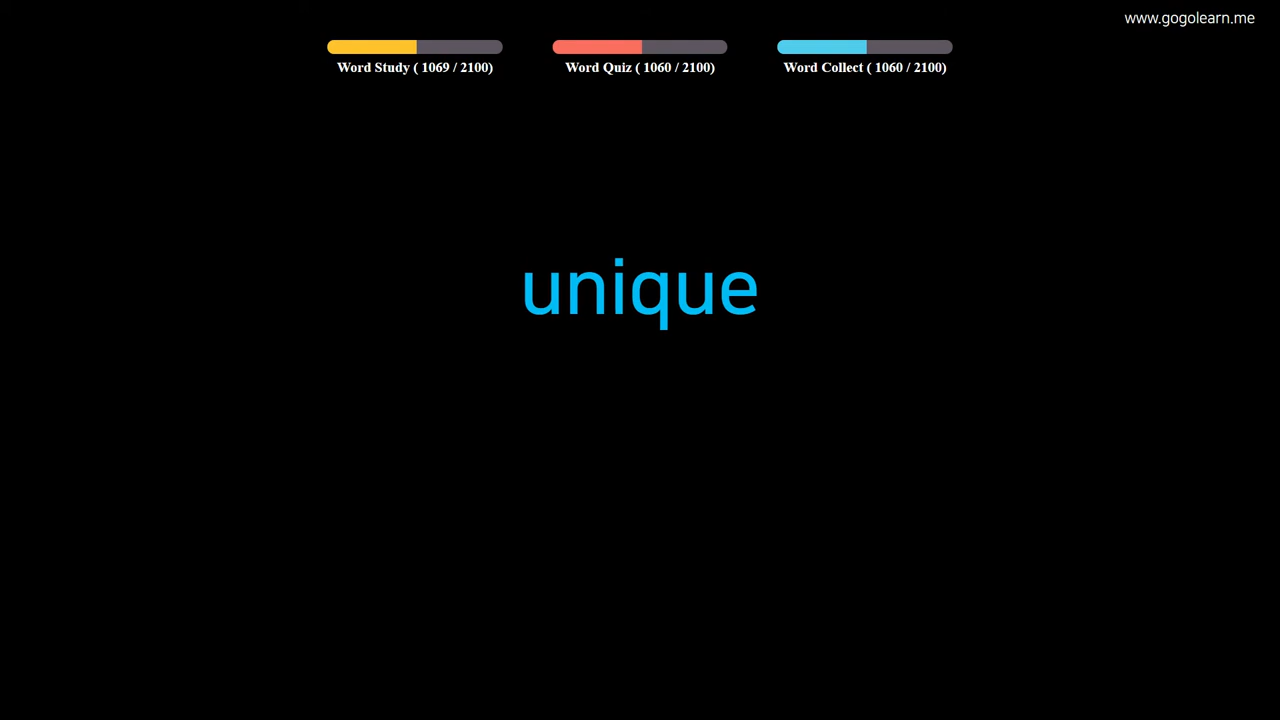 www.gogolearn.me
Word Study ( 1069 / 2100)
Word Quiz ( 1060 / 2100)
Word Collect ( 1060 / 2100)
unique